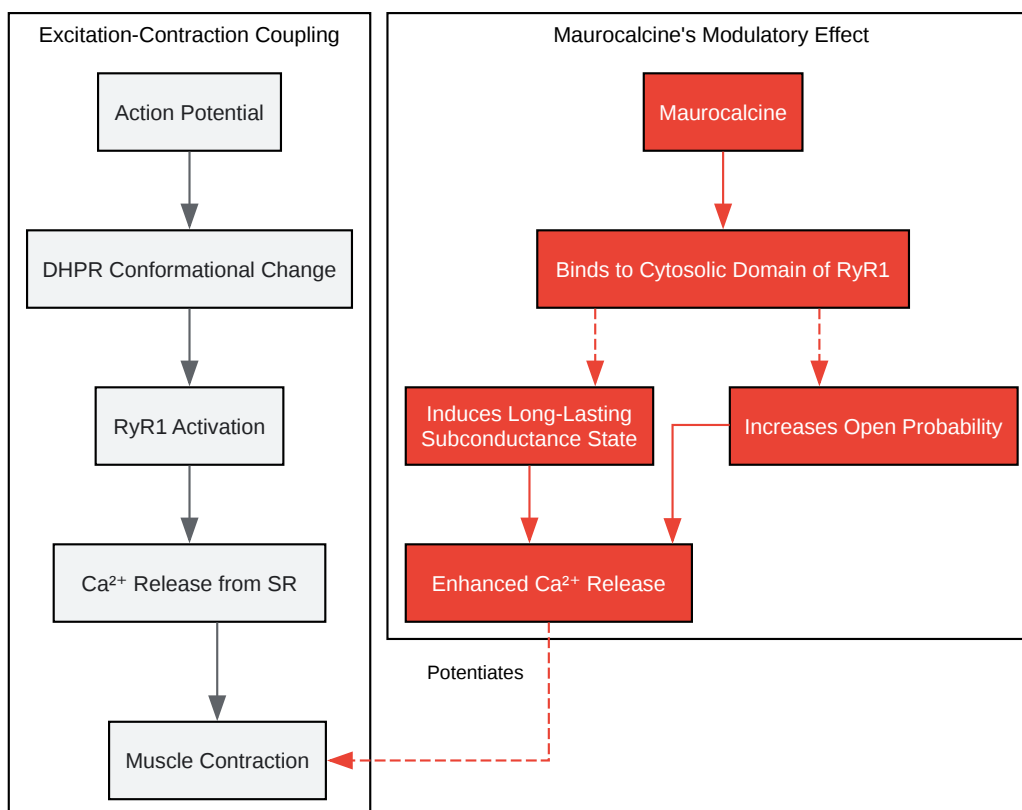 Excitation-Contraction Coupling
Action Potential
DHPR Conformational Change
RyR1 Activation
Ca²⁺ Release from SR
Muscle Contraction
Maurocalcine's Modulatory Effect
Maurocalcine
Binds to Cytosolic Domain of RyR1
Induces Long-Lasting
Subconductance State
Increases Open Probability
Enhanced Ca²⁺ Release
Potentiates